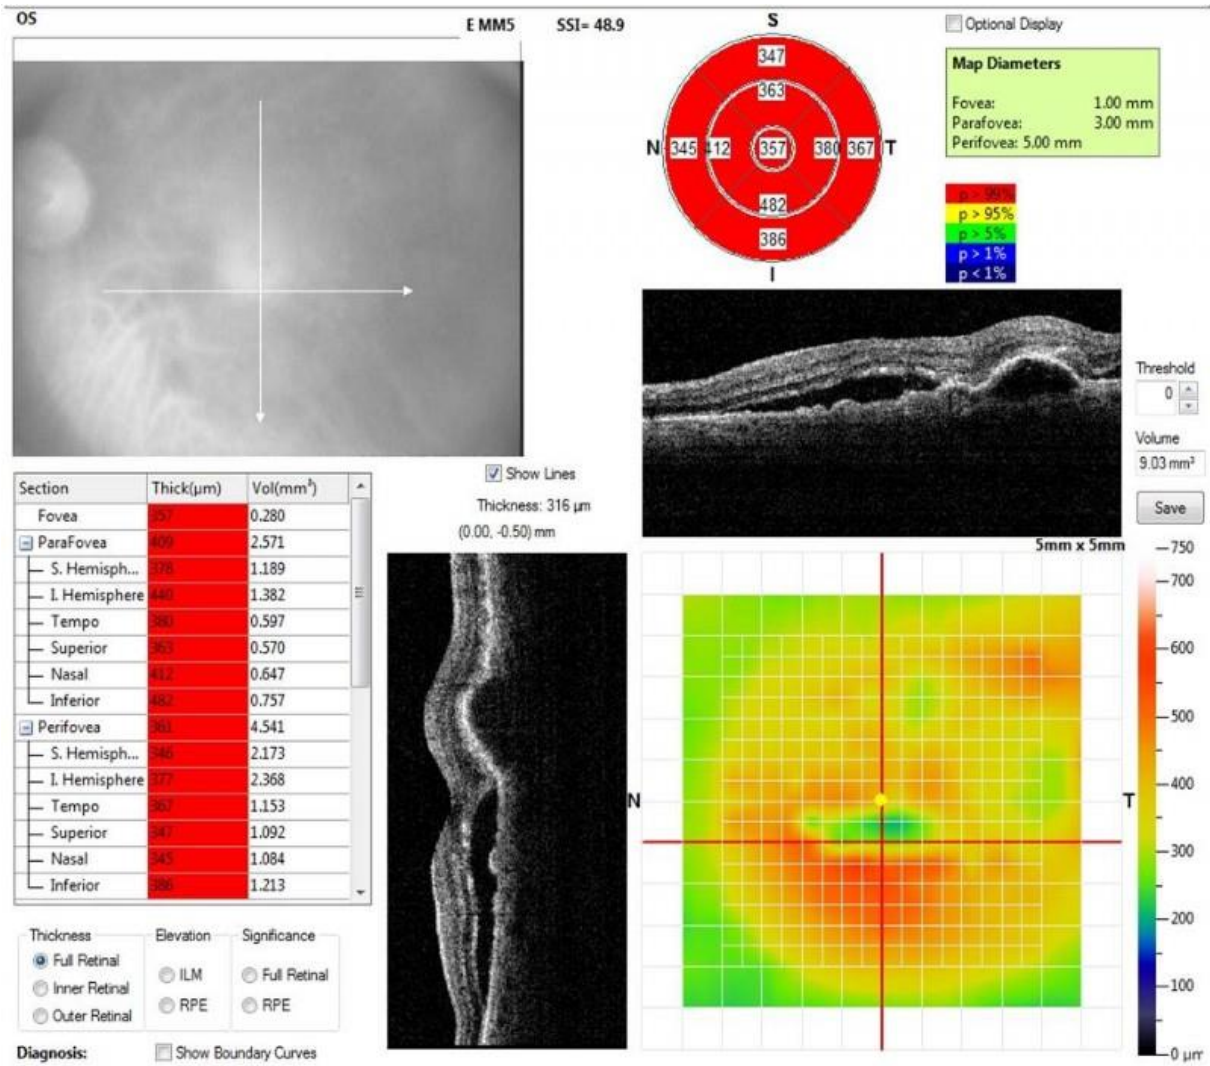 OS
E MM5 SSI= 48.9
S
347
363
N 345 412 357 380 367 T
482
386
I
Optional Display
Map Diameters
Fovea: 1.00 mm
Parafovea: 3.00 mm
Perifovea: 5.00 mm
p > 99%
p > 95%
p > 5%
p > 1%
p < 1%
Threshold
0
Volume
9.03 mm³
Save
Show Lines
Thickness: 316 µm
(0.00, -0.50) mm
Section Thick(µm) Vol(mm³)
Fovea 357 0.280
ParaFovea 409 2.571
S. Hemisph... 378 1.189
I. Hemisphere 440 1.382
Tempo 380 0.597
Superior 363 0.570
Nasal 412 0.647
Inferior 482 0.757
Perifovea 361 4.541
S. Hemisph... 346 2.173
I. Hemisphere 377 2.368
Tempo 367 1.153
Superior 347 1.092
Nasal 345 1.084
Inferior 386 1.213
5mm x 5mm
N T
750
700
600
500
400
300
200
100
0 µm
Thickness Elevation Significance
Full Retinal ILM Full Retinal
Inner Retinal RPE RPE
Outer Retinal
Diagnosis: Show Boundary Curves